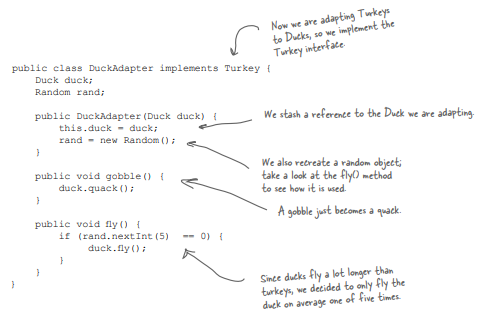 Now we are adapting Turkeys
to Ducks, so we implement the
Turkey interface.
public class DuckAdapter implements Turkey {
    Duck duck;
    Random rand;
    public DuckAdapter(Duck duck) {
        this.duck = duck;
        rand = new Random();
    }
We stash a reference to the Duck we are adapting.
We also recreate a random object;
take a look at the fly() method
to see how it is used.
    public void gobble() {
        duck.quack();
    }
A gobble just becomes a quack.
    public void fly() {
        if (rand.nextInt(5)  == 0) {
            duck.fly();
        }
    }
}
Since ducks fly a lot longer than
turkeys, we decided to only fly the
duck on average one of five times.